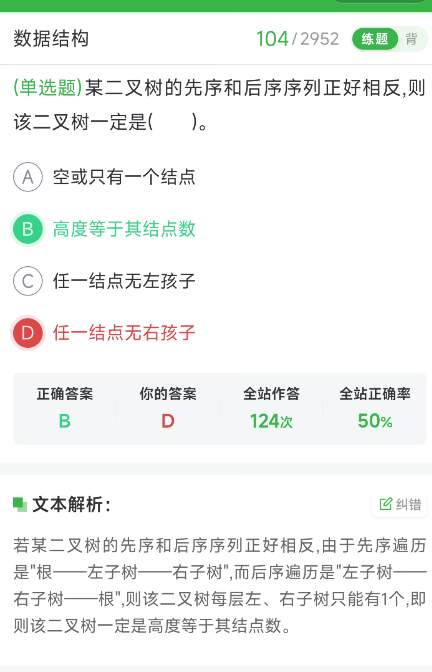 数据结构 104/2952 练题 背
(单选题)某二叉树的先序和后序序列正好相反,则
该二叉树一定是(　　)。
A 空或只有一个结点
B 高度等于其结点数
C 任一结点无左孩子
D 任一结点无右孩子
正确答案 你的答案 全站作答 全站正确率
B D 124次 50%
文本解析: 纠错
若某二叉树的先序和后序序列正好相反,由于先序遍历
是"根——左子树——右子树",而后序遍历是"左子树——
右子树——根",则该二叉树每层左、右子树只能有1个,即
则该二叉树一定是高度等于其结点数。